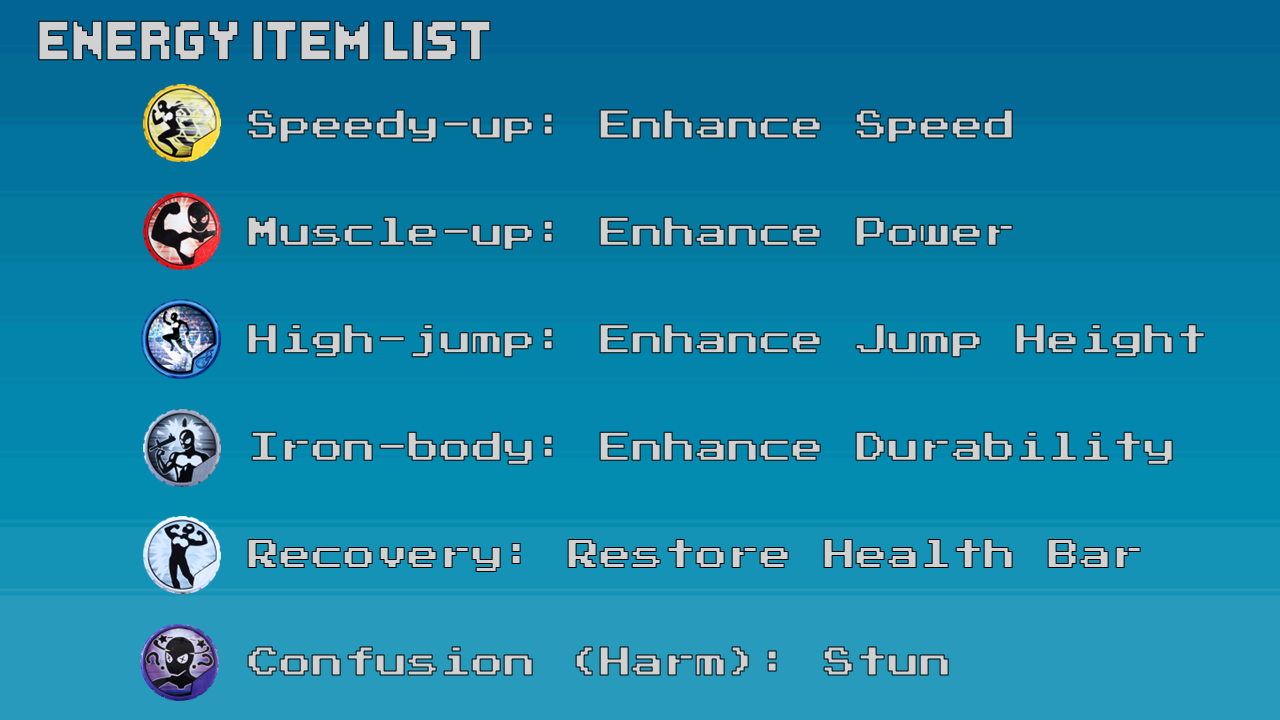 ENERGY ITEM LIST
Speedy-up: Enhance Speed
Muscle-up: Enhance Power
High-jump: Enhance Jump Height
Iron-body: Enhance Durability
Recovery: Restore Health Bar
Confusion (Harm): Stun